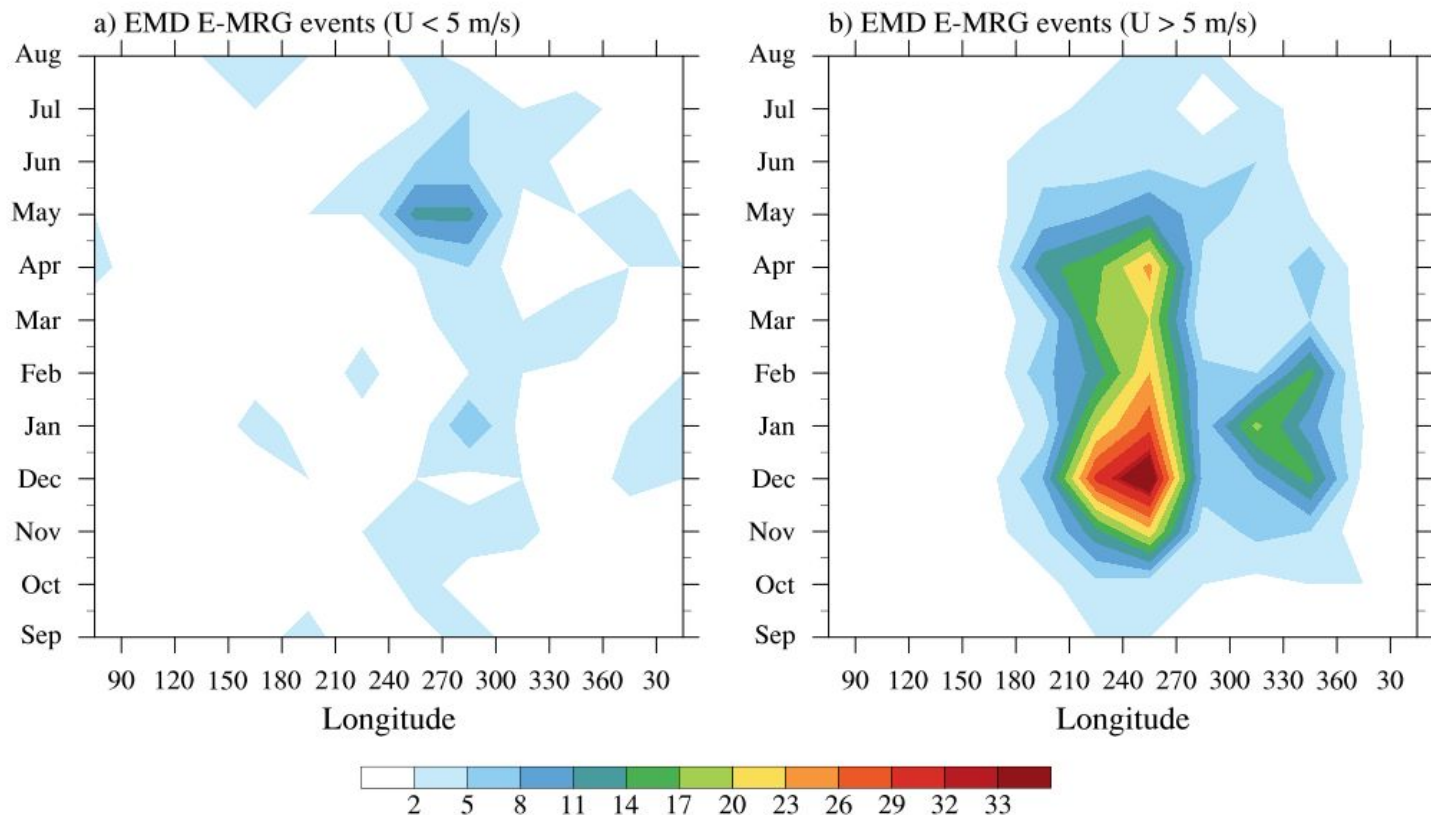 a) EMD E-MRG events (U < 5 m/s)
b) EMD E-MRG events (U > 5 m/s)
Aug
Jul
Jun
May
Apr
Mar
Feb
Jan
Dec
Nov
Oct
Sep
90 120 150 180 210 240 270 300 330 360 30
Longitude
Aug
Jul
Jun
May
Apr
Mar
Feb
Jan
Dec
Nov
Oct
Sep
90 120 150 180 210 240 270 300 330 360 30
Longitude
2 5 8 11 14 17 20 23 26 29 32 33